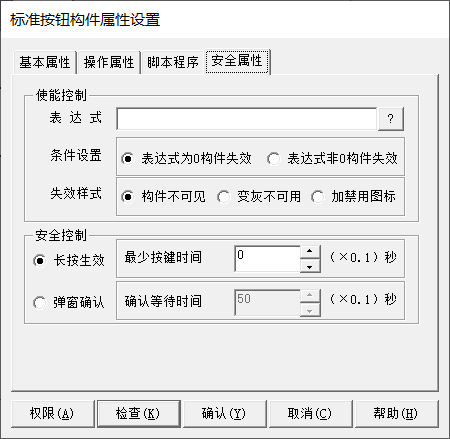 标准按钮构件属性设置
基本属性 操作属性 脚本程序 安全属性
使能控制
表 达 式 ?
条件设置 表达式为0构件失效 表达式非0构件失效
失效样式 构件不可见 变灰不可用 加禁用图标
安全控制
长按生效 最少按键时间 0 (×0.1)秒
弹窗确认 确认等待时间 50 (×0.1)秒
权限(A) 检查(K) 确认(Y) 取消(C) 帮助(H)